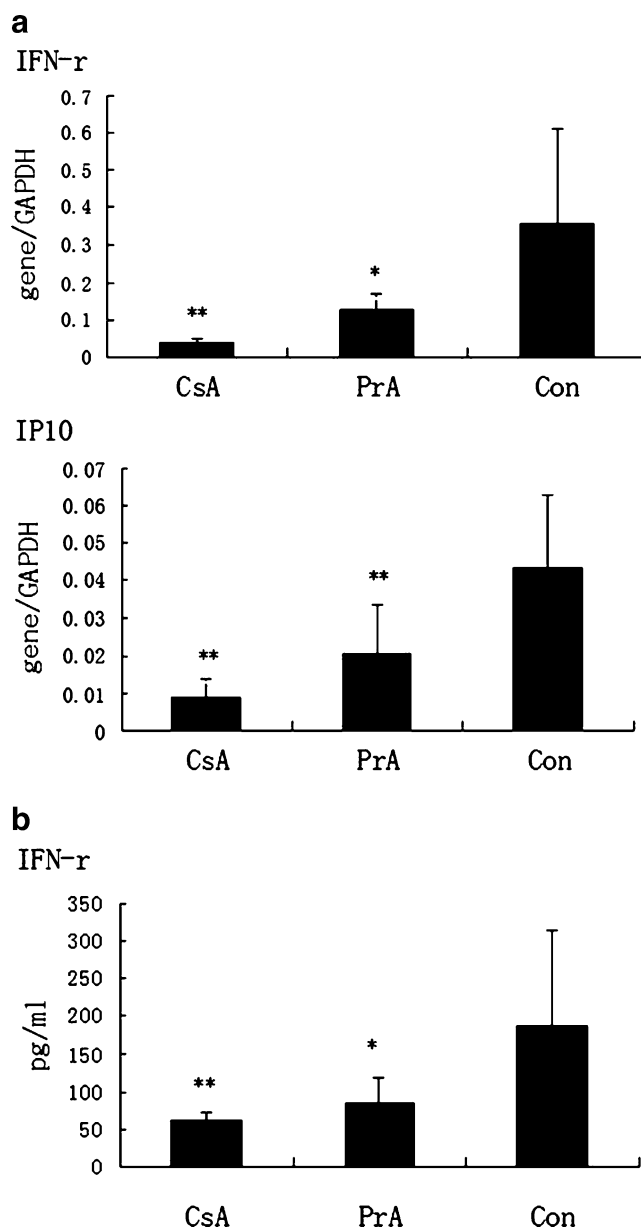 a
IFN-r
0.7
0.6
0.5
0.4
0.3
0.2
0.1
0
gene/GAPDH
**
*
CsA PrA Con
IP10
0.07
0.06
0.05
0.04
0.03
0.02
0.01
0
gene/GAPDH
**
**
CsA PrA Con
b
IFN-r
350
300
250
200
150
100
50
0
pg/ml
**
*
CsA PrA Con